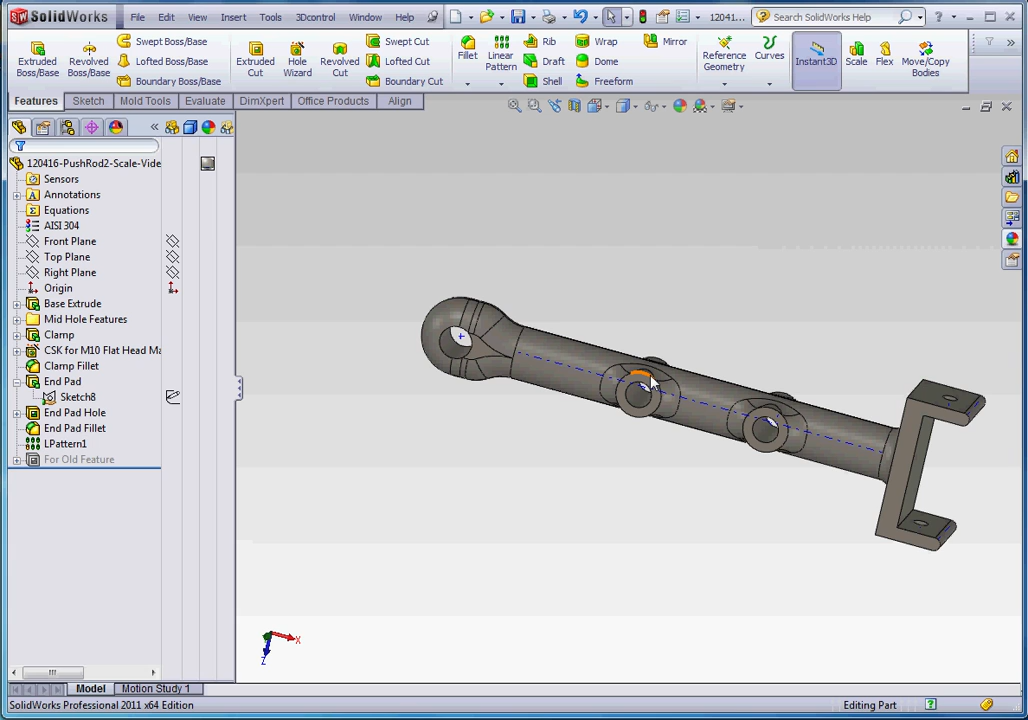 SolidWorks File Edit View Insert Tools 3Dcontrol Window Help 12041... Search SolidWorks Help
Extruded Boss/Base
Revolved Boss/Base
Swept Boss/Base
Lofted Boss/Base
Boundary Boss/Base
Extruded Cut
Hole Wizard
Revolved Cut
Swept Cut
Lofted Cut
Boundary Cut
Fillet
Linear Pattern
Rib
Draft
Shell
Wrap
Dome
Freeform
Mirror
Reference Geometry
Curves
Instant3D
Scale
Flex
Move/Copy Bodies
Features Sketch Mold Tools Evaluate DimXpert Office Products Align
120416-PushRod2-Scale-Vide
Sensors
Annotations
Equations
AISI 304
Front Plane
Top Plane
Right Plane
Origin
Base Extrude
Mid Hole Features
Clamp
CSK for M10 Flat Head Ma
Clamp Fillet
End Pad
Sketch8
End Pad Hole
End Pad Fillet
LPattern1
For Old Feature
X
Z
Model Motion Study 1
SolidWorks Professional 2011 x64 Edition Editing Part